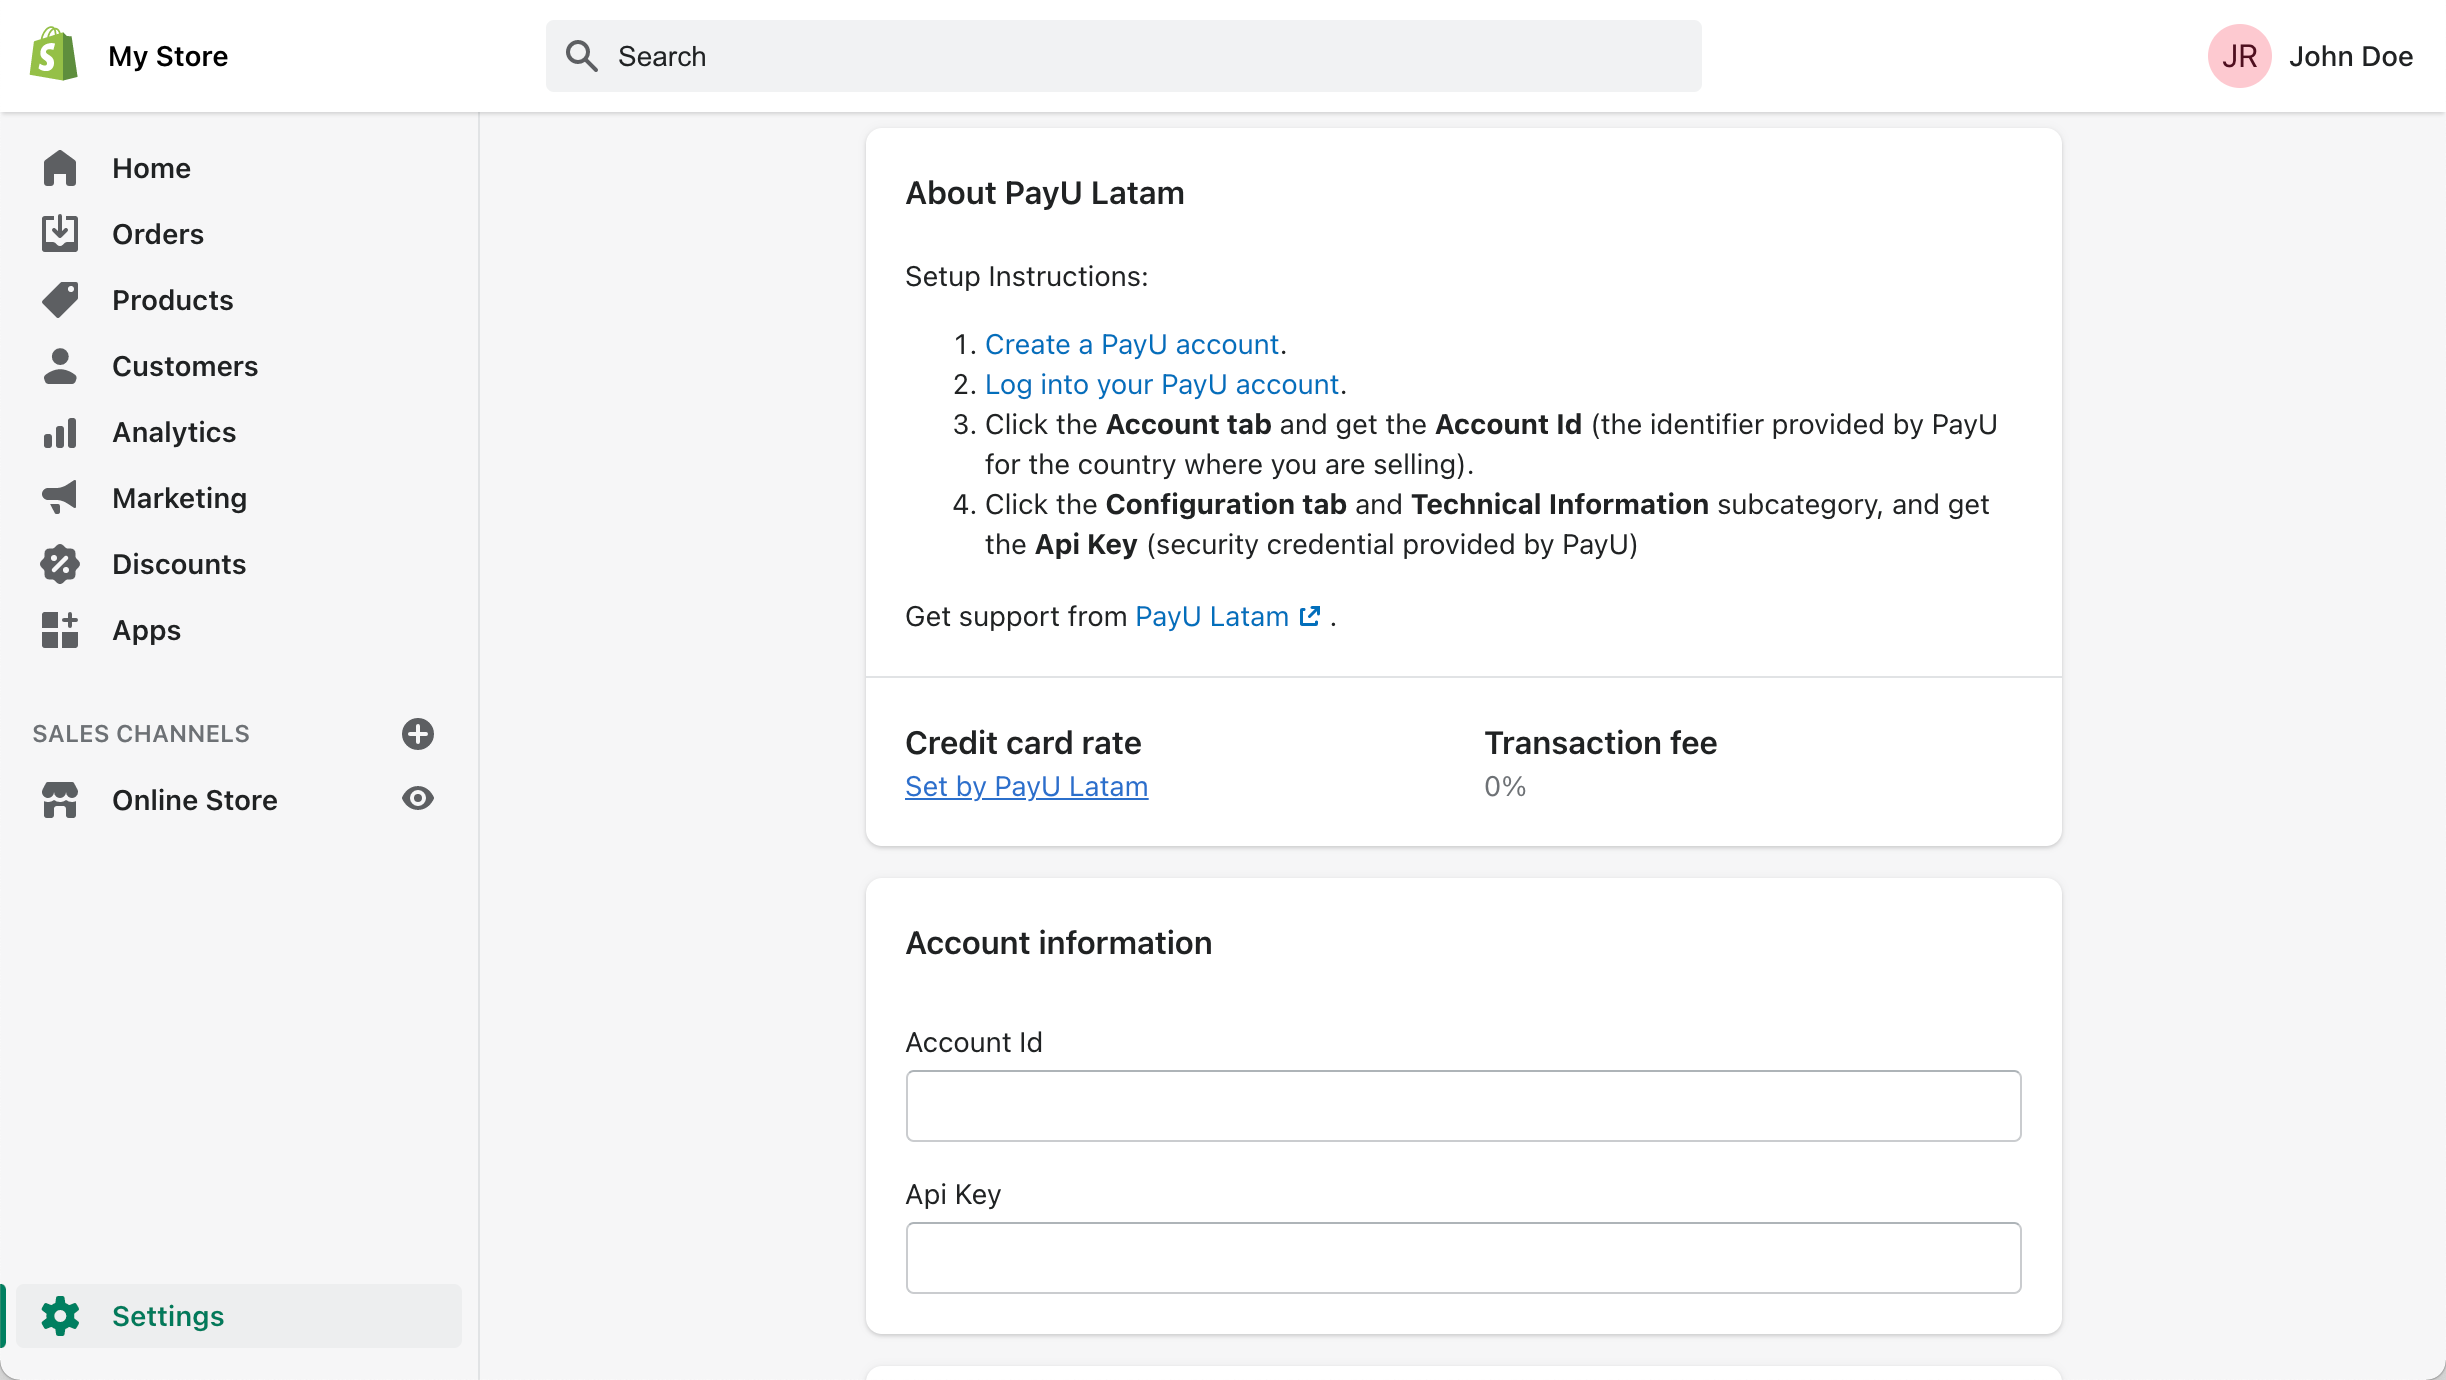 My Store
Search
JR
John Doe
Home
Orders
Products
Customers
Analytics
Marketing
Discounts
Apps
SALES CHANNELS
Online Store
Settings
About PayU Latam
Setup Instructions:
1. Create a PayU account.
2. Log into your PayU account.
3. Click the Account tab and get the Account Id (the identifier provided by PayU
for the country where you are selling).
4. Click the Configuration tab and Technical Information subcategory, and get
the Api Key (security credential provided by PayU)
Get support from PayU Latam .
Credit card rate
Set by PayU Latam
Transaction fee
0%
Account information
Account Id
Api Key